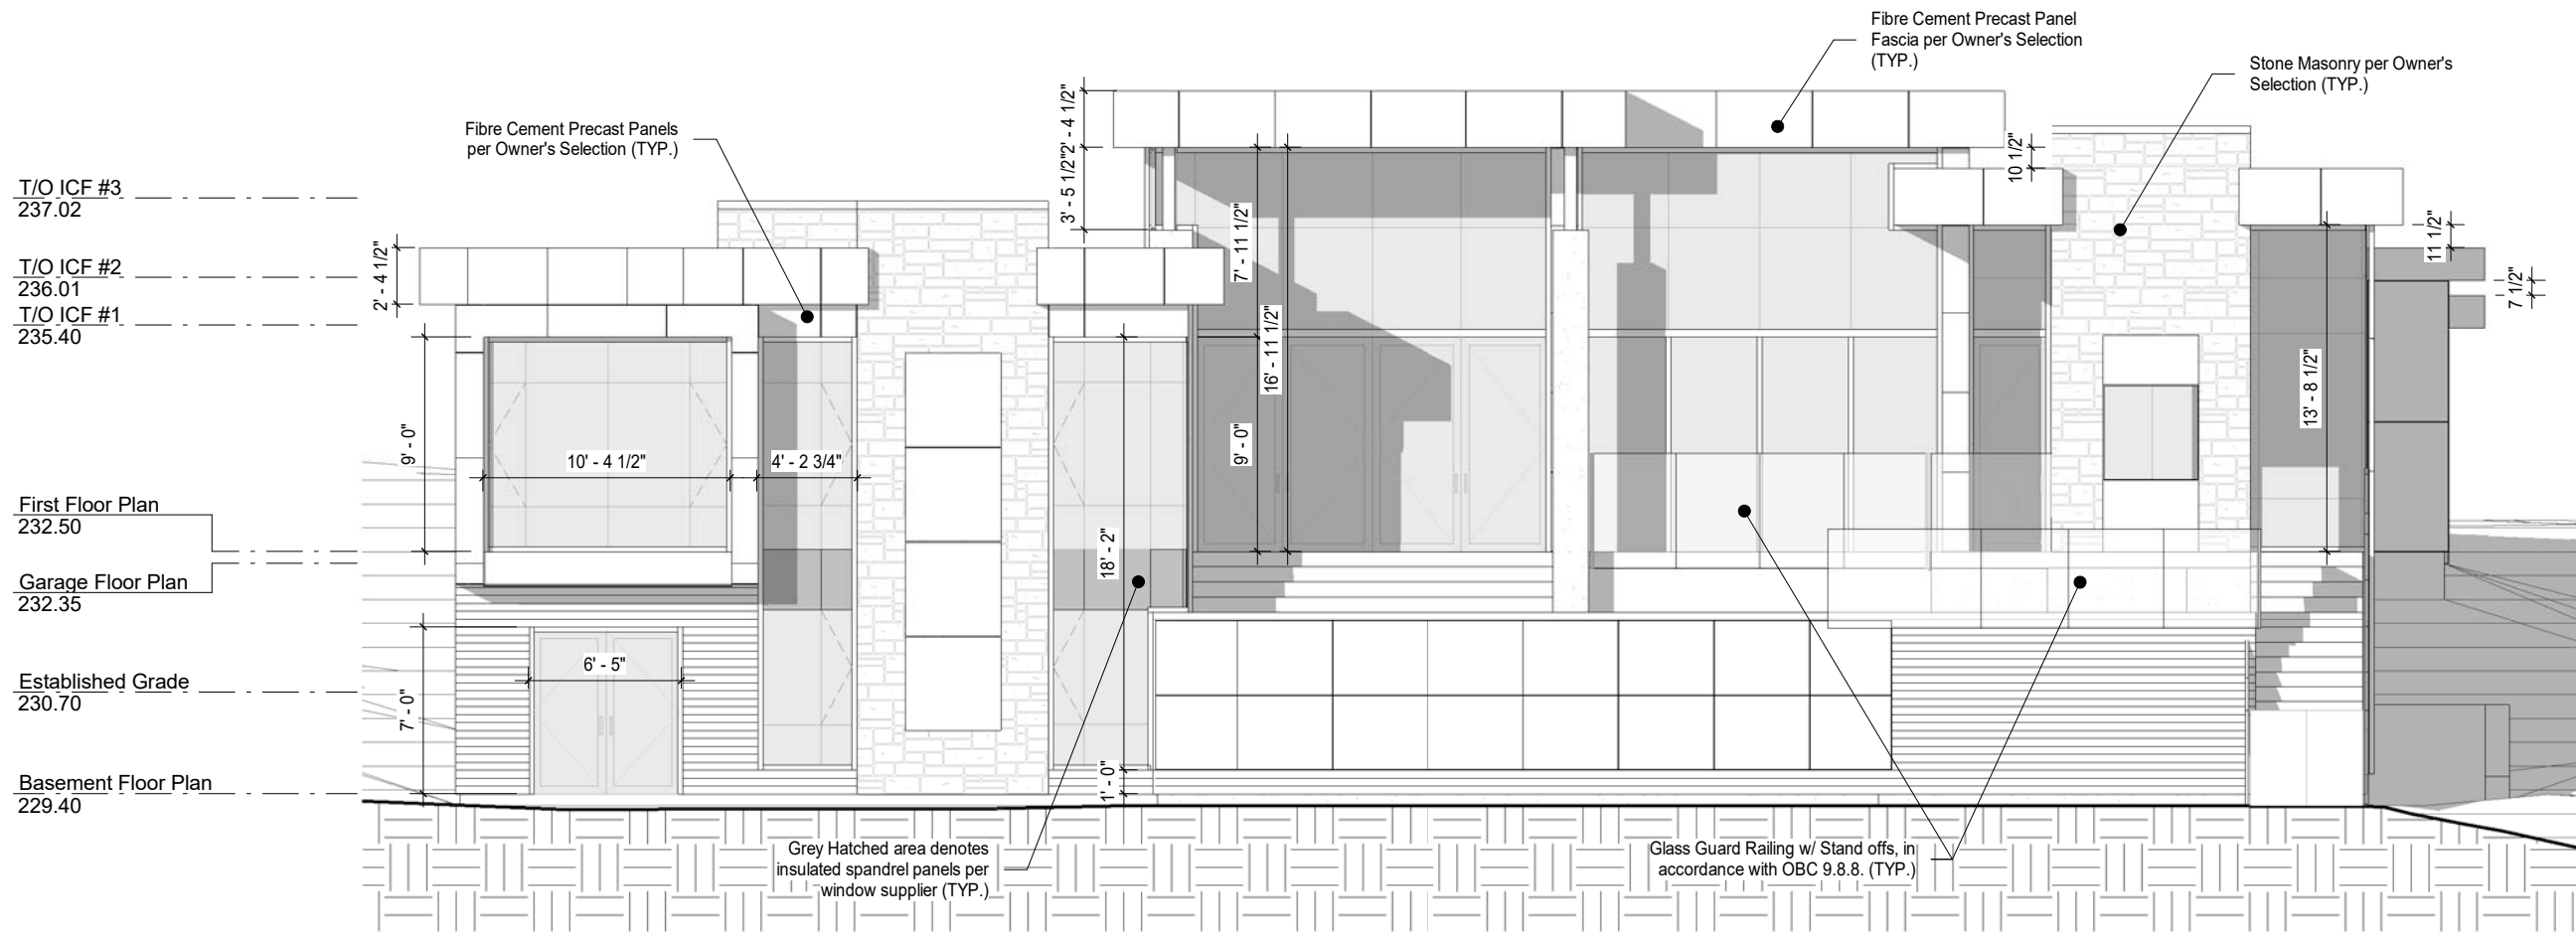 Fibre Cement Precast Panel
Fascia per Owner's Selection
(TYP.)
Stone Masonry per Owner's
Selection (TYP.)
Fibre Cement Precast Panels
per Owner's Selection (TYP.)
T/O ICF #3
237.02
T/O ICF #2
236.01
T/O ICF #1
235.40
First Floor Plan
232.50
Garage Floor Plan
232.35
Established Grade
230.70
Basement Floor Plan
229.40
2' - 4 1/2"
9' - 0"
7' - 0"
10' - 4 1/2"
4' - 2 3/4"
6' - 5"
2' - 4 1/2"
3' - 5 1/2"
18' - 2"
1' - 0"
7' - 11 1/2"
9' - 0"
16' - 11 1/2"
10 1/2"
13' - 8 1/2"
11 1/2"
7 1/2"
Grey Hatched area denotes
insulated spandrel panels per
window supplier (TYP.)
Glass Guard Railing w/ Stand offs, in
accordance with OBC 9.8.8. (TYP.)